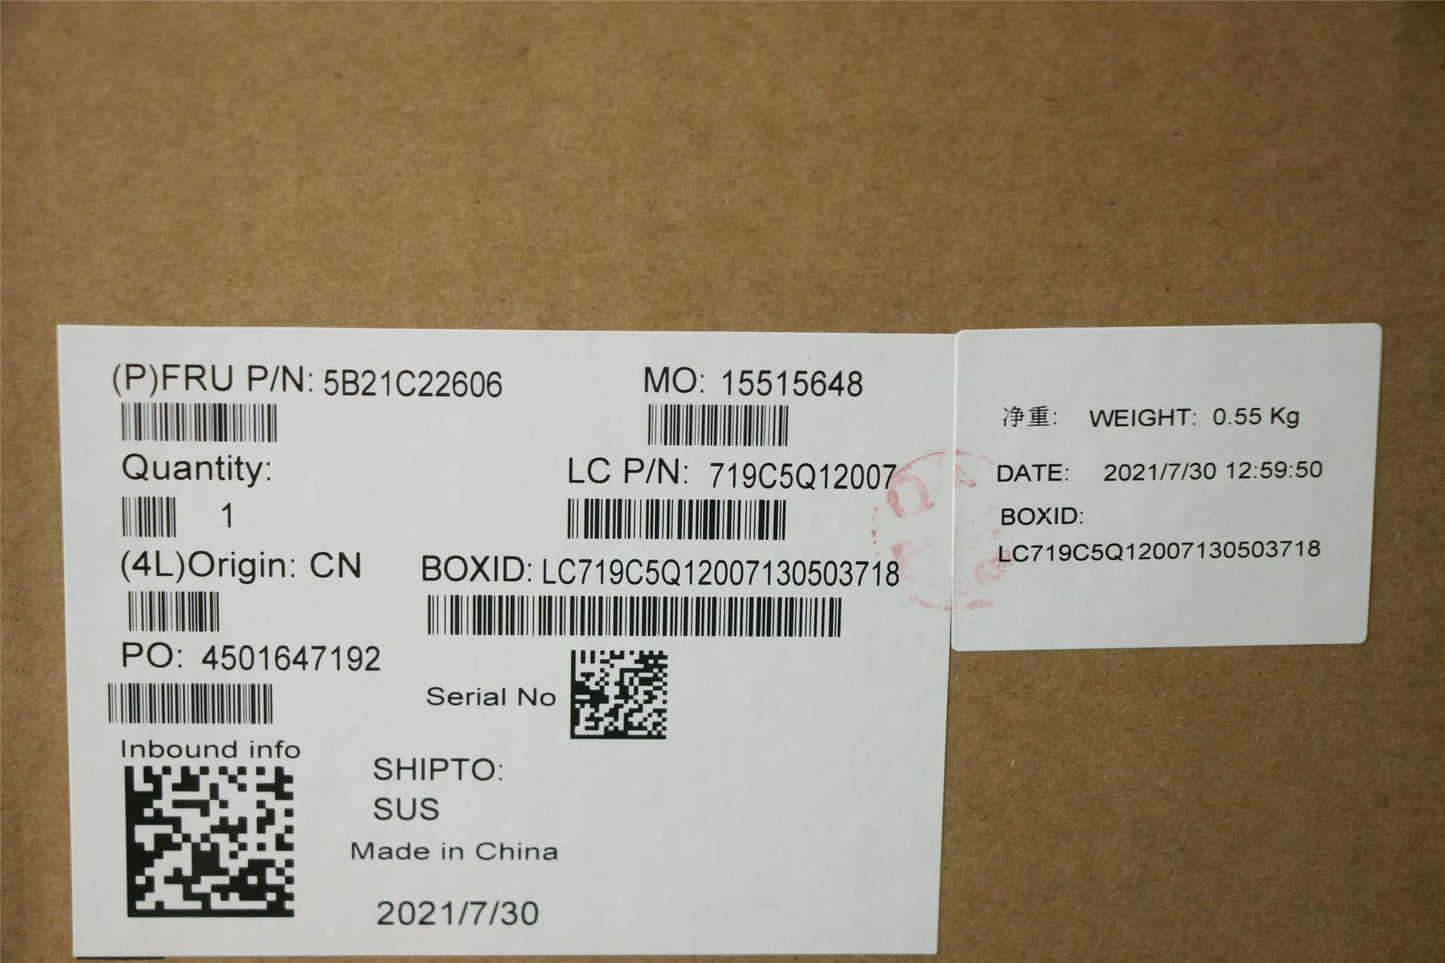 (P)FRU P/N: 5B21C22606
MO: 15515648
Quantity:
1
LC P/N: 719C5Q12007
(4L)Origin: CN
BOXID: LC719C5Q12007130503718
PO: 4501647192
Serial No
Inbound info
SHIPTO:
SUS
Made in China
2021/7/30
净重: WEIGHT: 0.55 Kg
DATE: 2021/7/30 12:59:50
BOXID:
LC719C5Q12007130503718